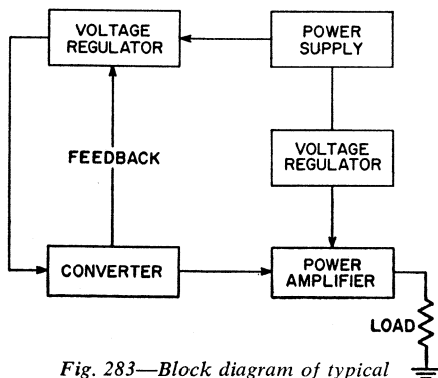 VOLTAGE
REGULATOR
POWER
SUPPLY
FEEDBACK
VOLTAGE
REGULATOR
CONVERTER
POWER
AMPLIFIER
LOAD
Fig. 283—Block diagram of typical